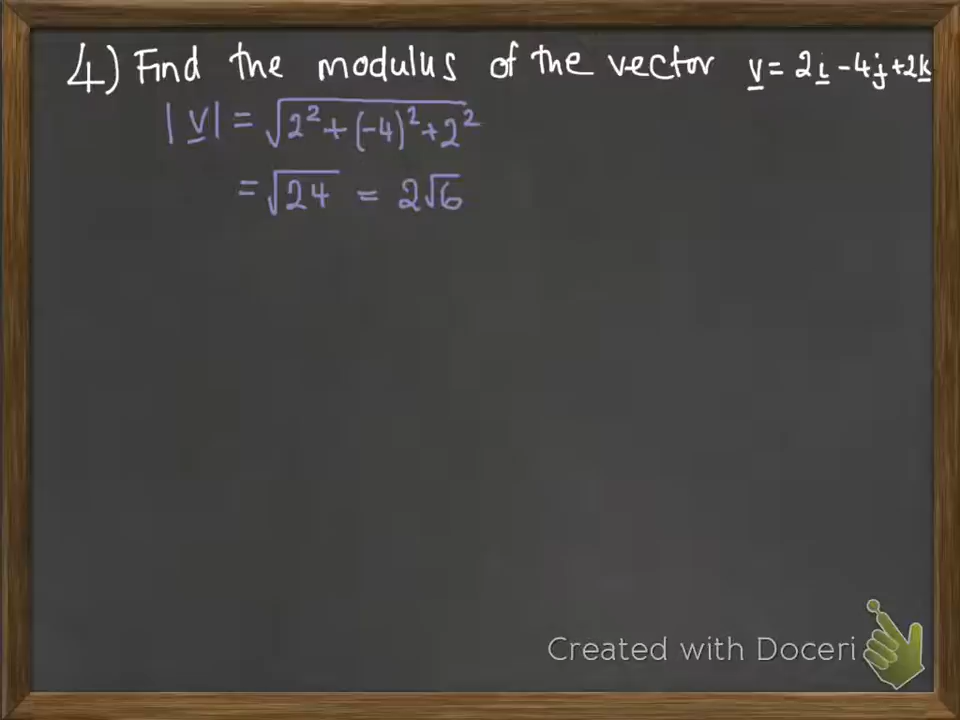 4) Find the modulus of the vector v = 2i - 4j + 2k
|v| = √2² + (-4)² + 2²
= √24 = 2√6
Created with Doceri